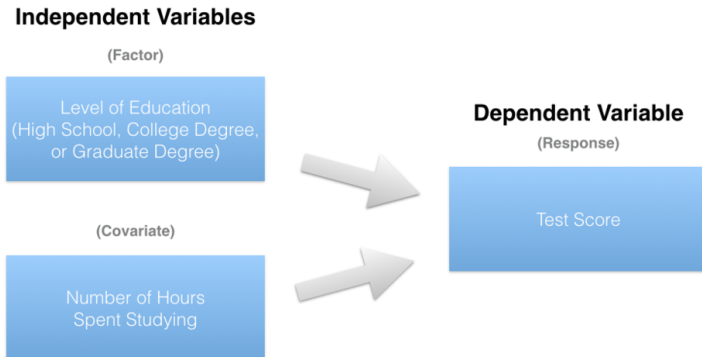 Independent Variables
(Factor)
Level of Education
(High School, College Degree,
or Graduate Degree)
Dependent Variable
(Response)
Test Score
(Covariate)
Number of Hours
Spent Studying